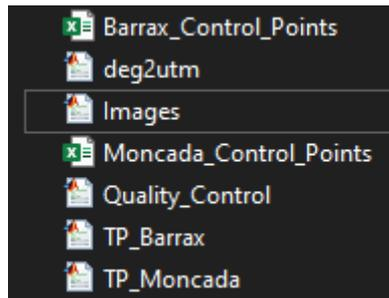 Barrax_Control_Points
deg2utm
Images
Moncada_Control_Points
Quality_Control
TP_Barrax
TP_Moncada